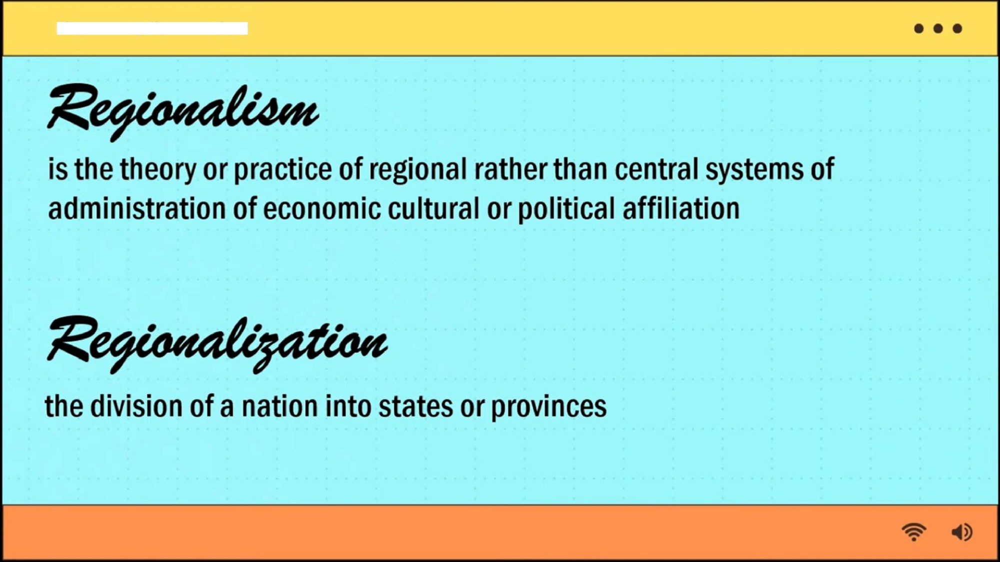 Regionalism
is the theory or practice of regional rather than central systems of
administration of economic cultural or political affiliation
Regionalization
the division of a nation into states or provinces